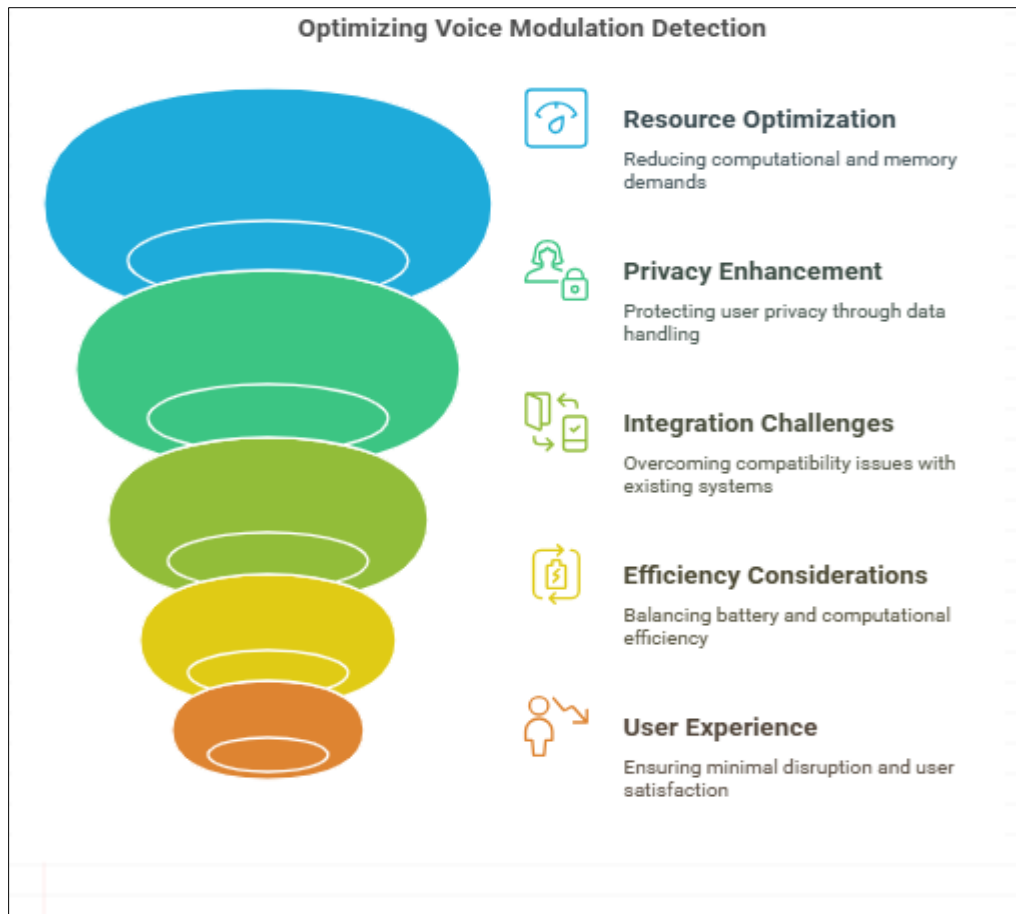 Optimizing Voice Modulation Detection
Resource Optimization
Reducing computational and memory
demands
Privacy Enhancement
Protecting user privacy through data
handling
Integration Challenges
Overcoming compatibility issues with
existing systems
Efficiency Considerations
Balancing battery and computational
efficiency
User Experience
Ensuring minimal disruption and user
satisfaction